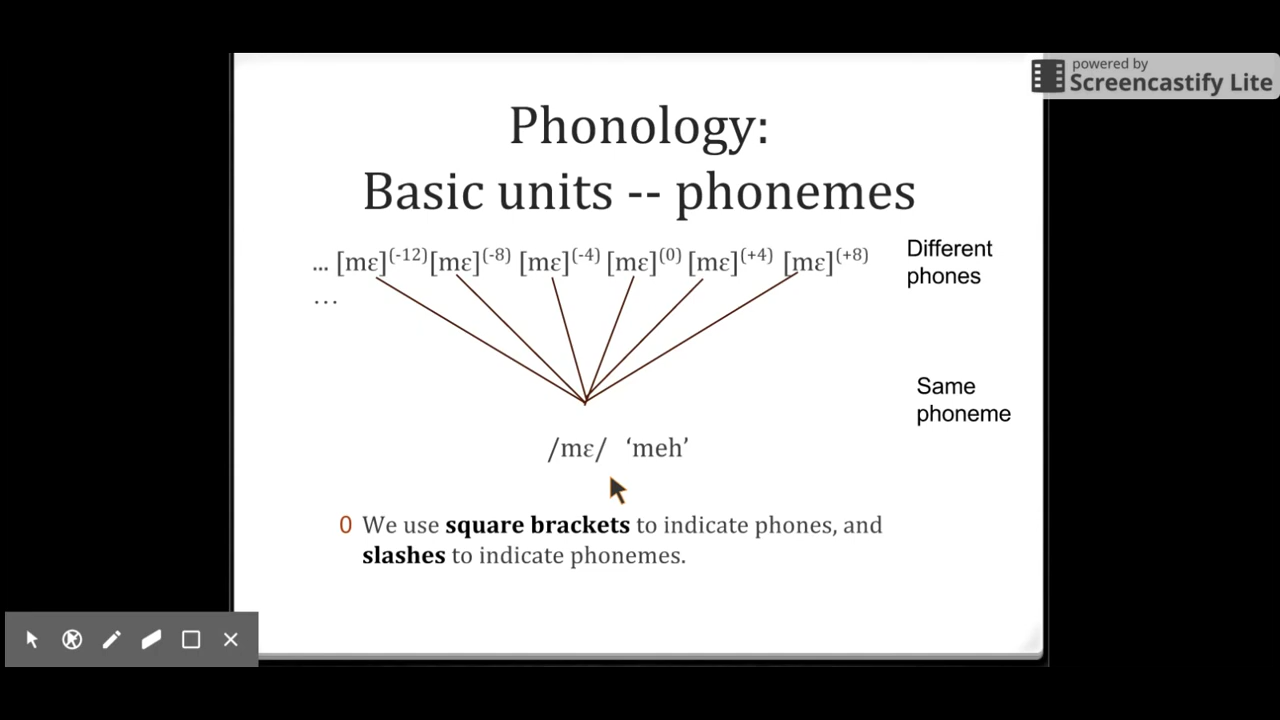 powered by
Screencastify Lite
Phonology:
Basic units -- phonemes
... [mɛ]⁽⁻¹²⁾[mɛ]⁽⁻⁸⁾ [mɛ]⁽⁻⁴⁾ [mɛ]⁽⁰⁾ [mɛ]⁽⁺⁴⁾ [mɛ]⁽⁺⁸⁾
...
Different
phones
Same
phoneme
/mɛ/ ‘meh’
0 We use square brackets to indicate phones, and
slashes to indicate phonemes.